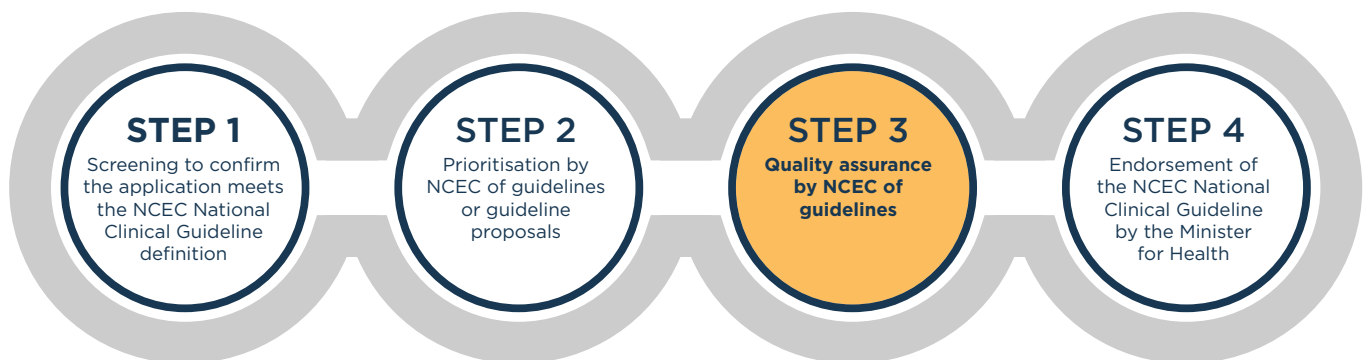 STEP 1
Screening to confirm
the application meets
the NCEC National
Clinical Guideline
definition
STEP 2
Prioritisation by
NCEC of guidelines
or guideline
proposals
STEP 3
Quality assurance
by NCEC of
guidelines
STEP 4
Endorsement of
the NCEC National
Clinical Guideline
by the Minister
for Health